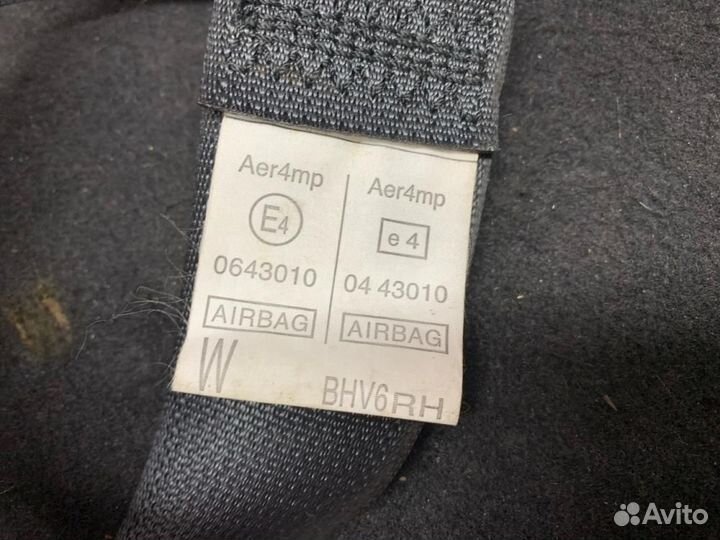 Aer4mp
E4
0643010
AIRBAG
Aer4mp
e 4
04 43010
AIRBAG
W
BHV6RH
Avito